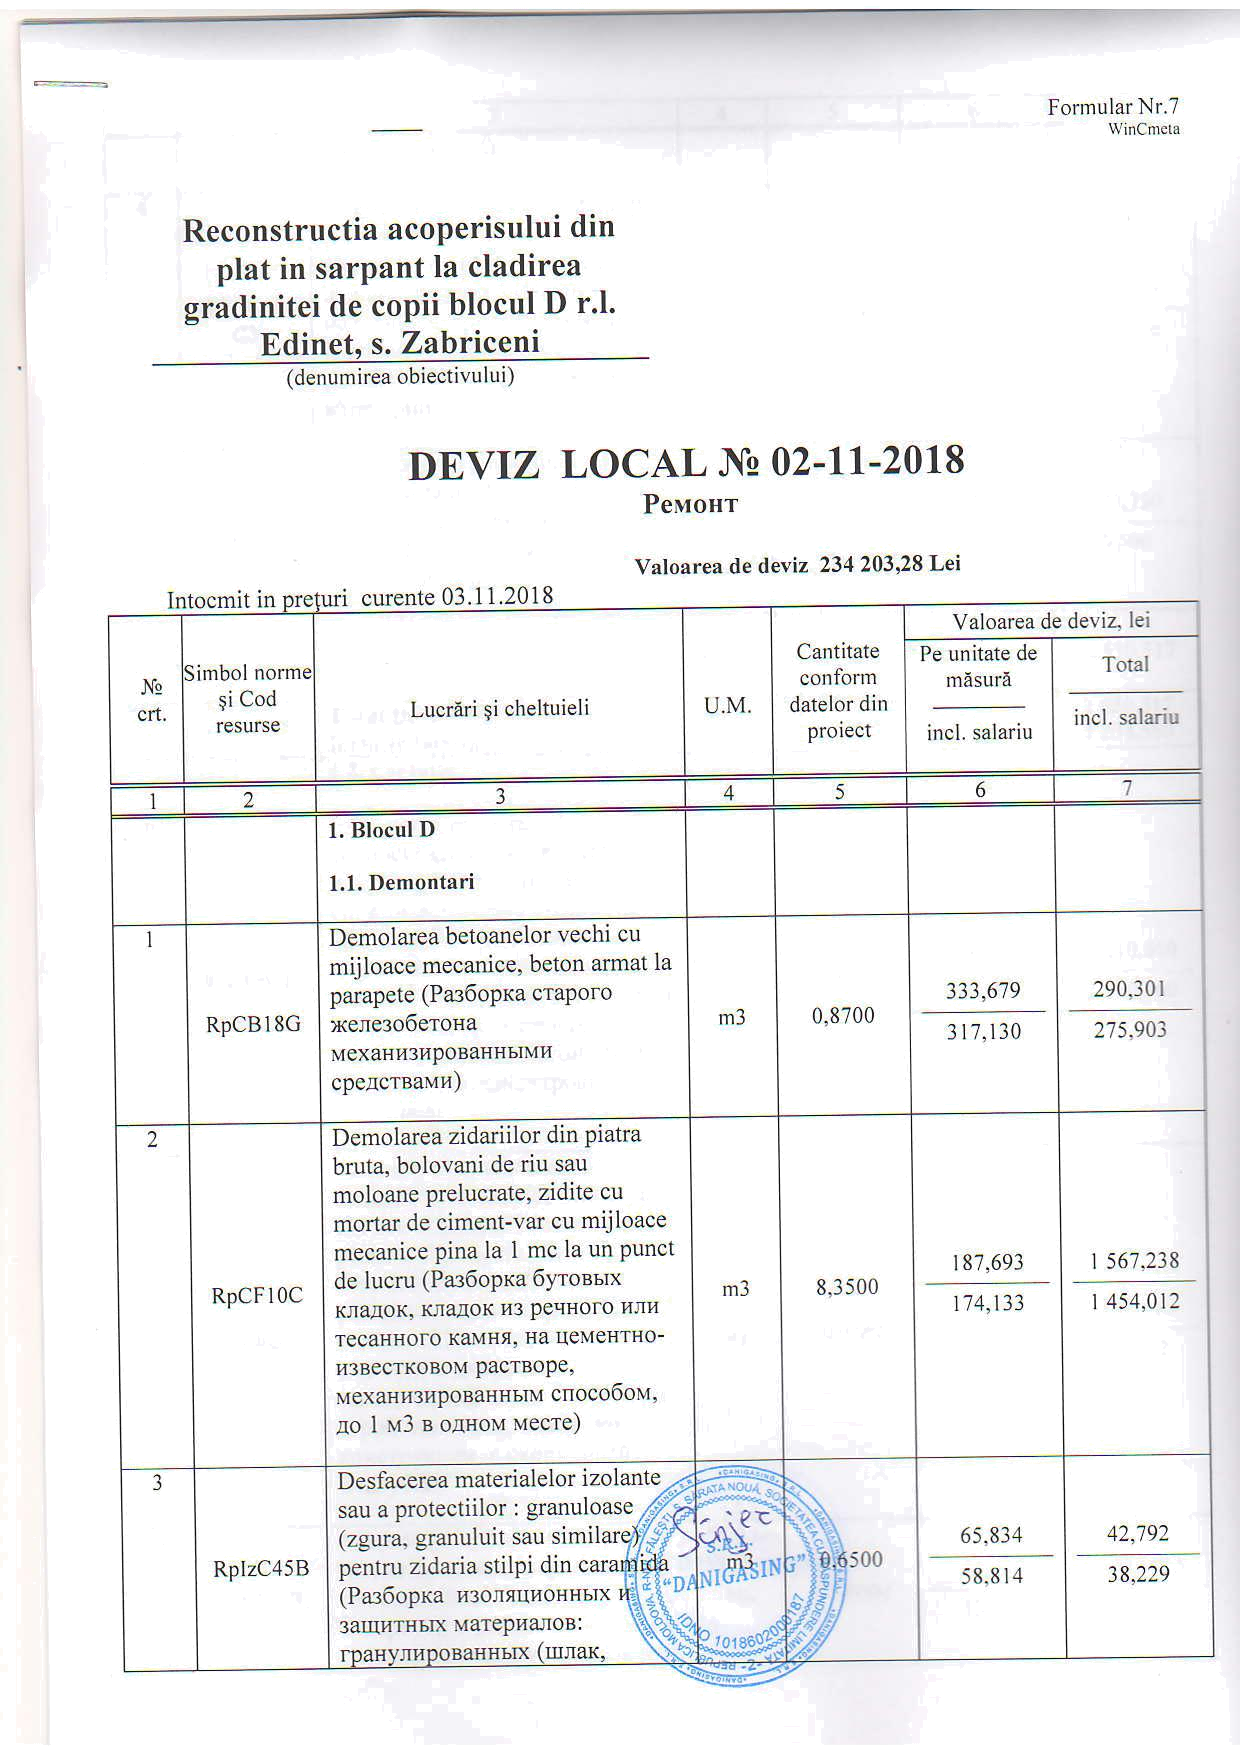 Formular Nr.7
WinCmeta
Reconstructia acoperisului din
plat in sarpant la cladirea
gradinitei de copii blocul D r.l.
Edinet, s. Zabriceni
(denumirea obiectivului)
DEVIZ LOCAL № 02-11-2018
Ремонт
Valoarea de deviz 234 203,28 Lei
Intocmit in preţuri curente 03.11.2018
№
crt.
Simbol norme
şi Cod
resurse
Lucrări şi cheltuieli
U.M.
Cantitate
conform
datelor din
proiect
Valoarea de deviz, lei
Pe unitate de
măsură
incl. salariu
Total
incl. salariu
1 2 3 4 5 6 7
1. Blocul D
1.1. Demontari
1
RpCB18G
Demolarea betoanelor vechi cu
mijloace mecanice, beton armat la
parapete (Разборка старого
железобетона
механизированными
средствами)
m3
0,8700
333,679
317,130
290,301
275,903
2
RpCF10C
Demolarea zidariilor din piatra
bruta, bolovani de riu sau
moloane prelucrate, zidite cu
mortar de ciment-var cu mijloace
mecanice pina la 1 mc la un punct
de lucru (Разборка бутовых
кладок, кладок из речного или
тесанного камня, на цементно-
известковом растворе,
механизированным способом,
до 1 м3 в одном месте)
m3
8,3500
187,693
174,133
1 567,238
1 454,012
3
RpIzC45B
Desfacerea materialelor izolante
sau a protectiilor : granuloase
(zgura, granuluit sau similare)
pentru zidaria stilpi din caramida
(Разборка изоляционных и
защитных материалов:
гранулированных (шлак,
m3
0,6500
65,834
58,814
42,792
38,229
S.R.L.
"DANIGASING"
IDNO 1018602000187